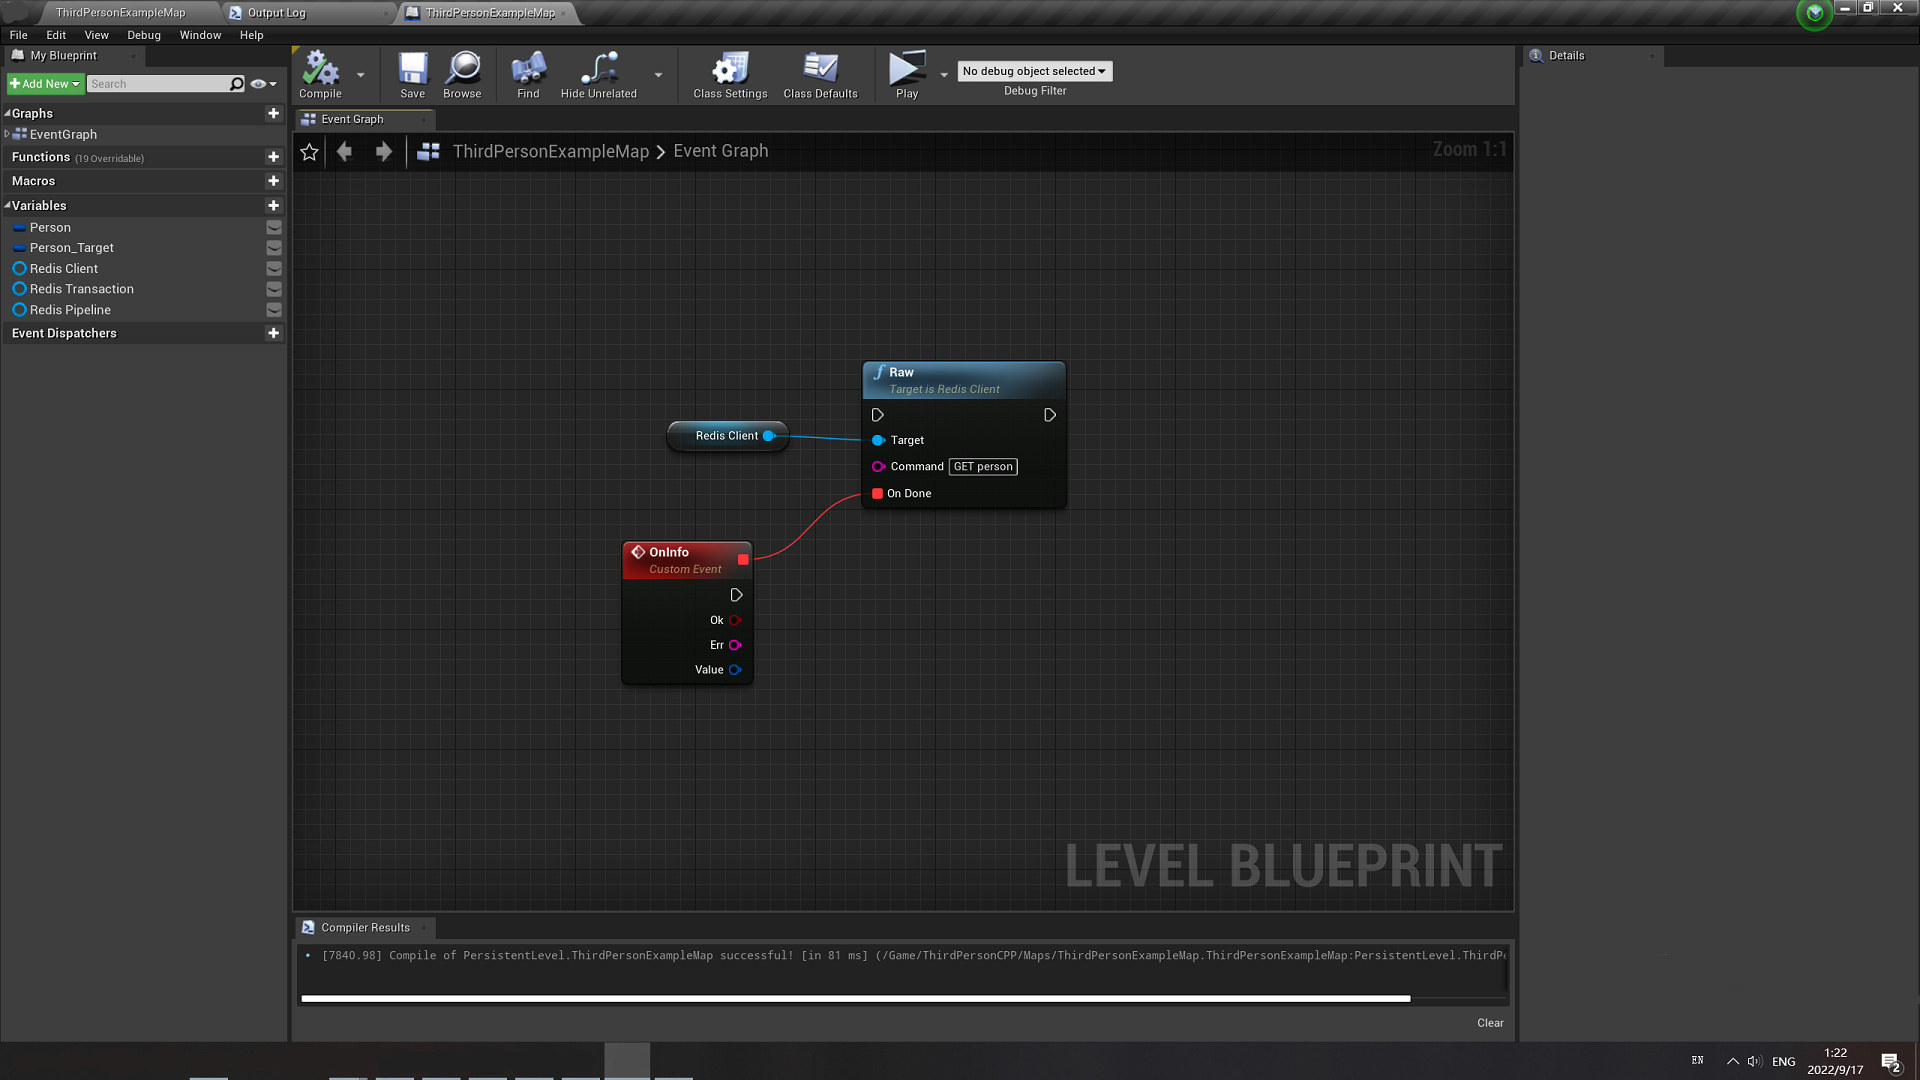 ThirdPersonExampleMap
Output Log
ThirdPersonExampleMap
File Edit View Debug Window Help
My Blueprint
Add New
Search
Graphs
EventGraph
Functions (19 Overridable)
Macros
Variables
Person
Person_Target
Redis Client
Redis Transaction
Redis Pipeline
Event Dispatchers
Compile
Save
Browse
Find
Hide Unrelated
Class Settings
Class Defaults
Play
No debug object selected
Debug Filter
Event Graph
ThirdPersonExampleMap > Event Graph
Zoom 1:1
Raw
Target is Redis Client
Redis Client
Target
Command GET person
On Done
OnInfo
Custom Event
Ok
Err
Value
LEVEL BLUEPRINT
Compiler Results
[7840.98] Compile of PersistentLevel.ThirdPersonExampleMap successful! [in 81 ms] (/Game/ThirdPersonCPP/Maps/ThirdPersonExampleMap.ThirdPersonExampleMap:PersistentLevel.ThirdPe
Clear
Details
EN
ENG
1:22
2022/9/17
2